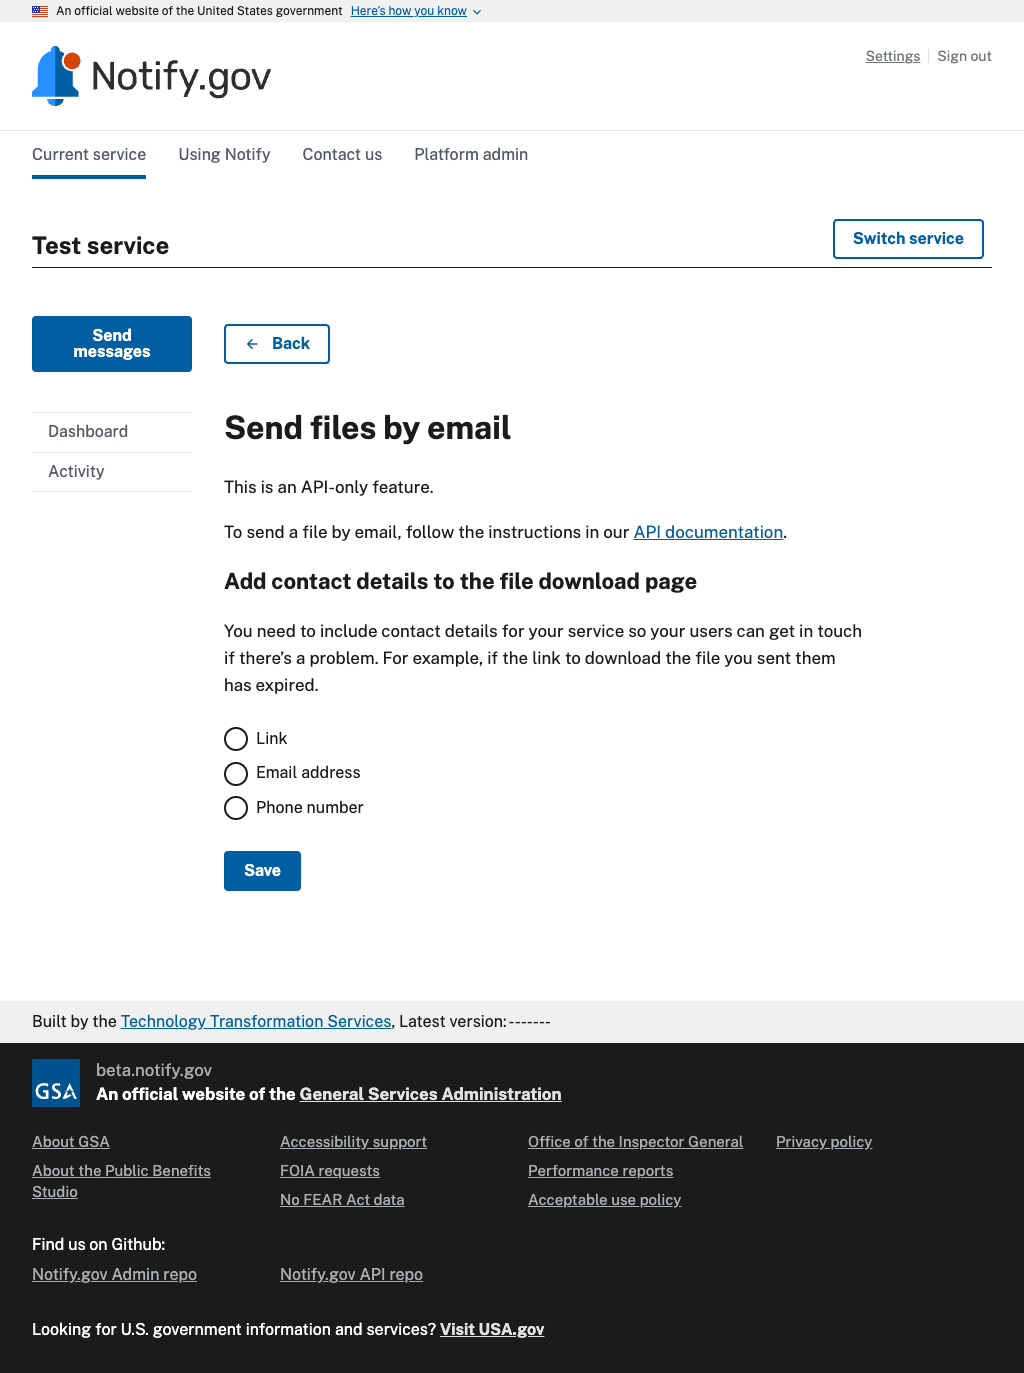 An official website of the United States government Here's how you know
Notify.gov
Settings Sign out
Current service Using Notify Contact us Platform admin
Test service
Switch service
Send
messages
Back
Dashboard
Activity
Send files by email
This is an API-only feature.
To send a file by email, follow the instructions in our API documentation.
Add contact details to the file download page
You need to include contact details for your service so your users can get in touch
if there’s a problem. For example, if the link to download the file you sent them
has expired.
Link
Email address
Phone number
Save
Built by the Technology Transformation Services, Latest version: -------
GSA
beta.notify.gov
An official website of the General Services Administration
About GSA
About the Public Benefits
Studio
Accessibility support
FOIA requests
No FEAR Act data
Office of the Inspector General
Performance reports
Acceptable use policy
Privacy policy
Find us on Github:
Notify.gov Admin repo Notify.gov API repo
Looking for U.S. government information and services? Visit USA.gov